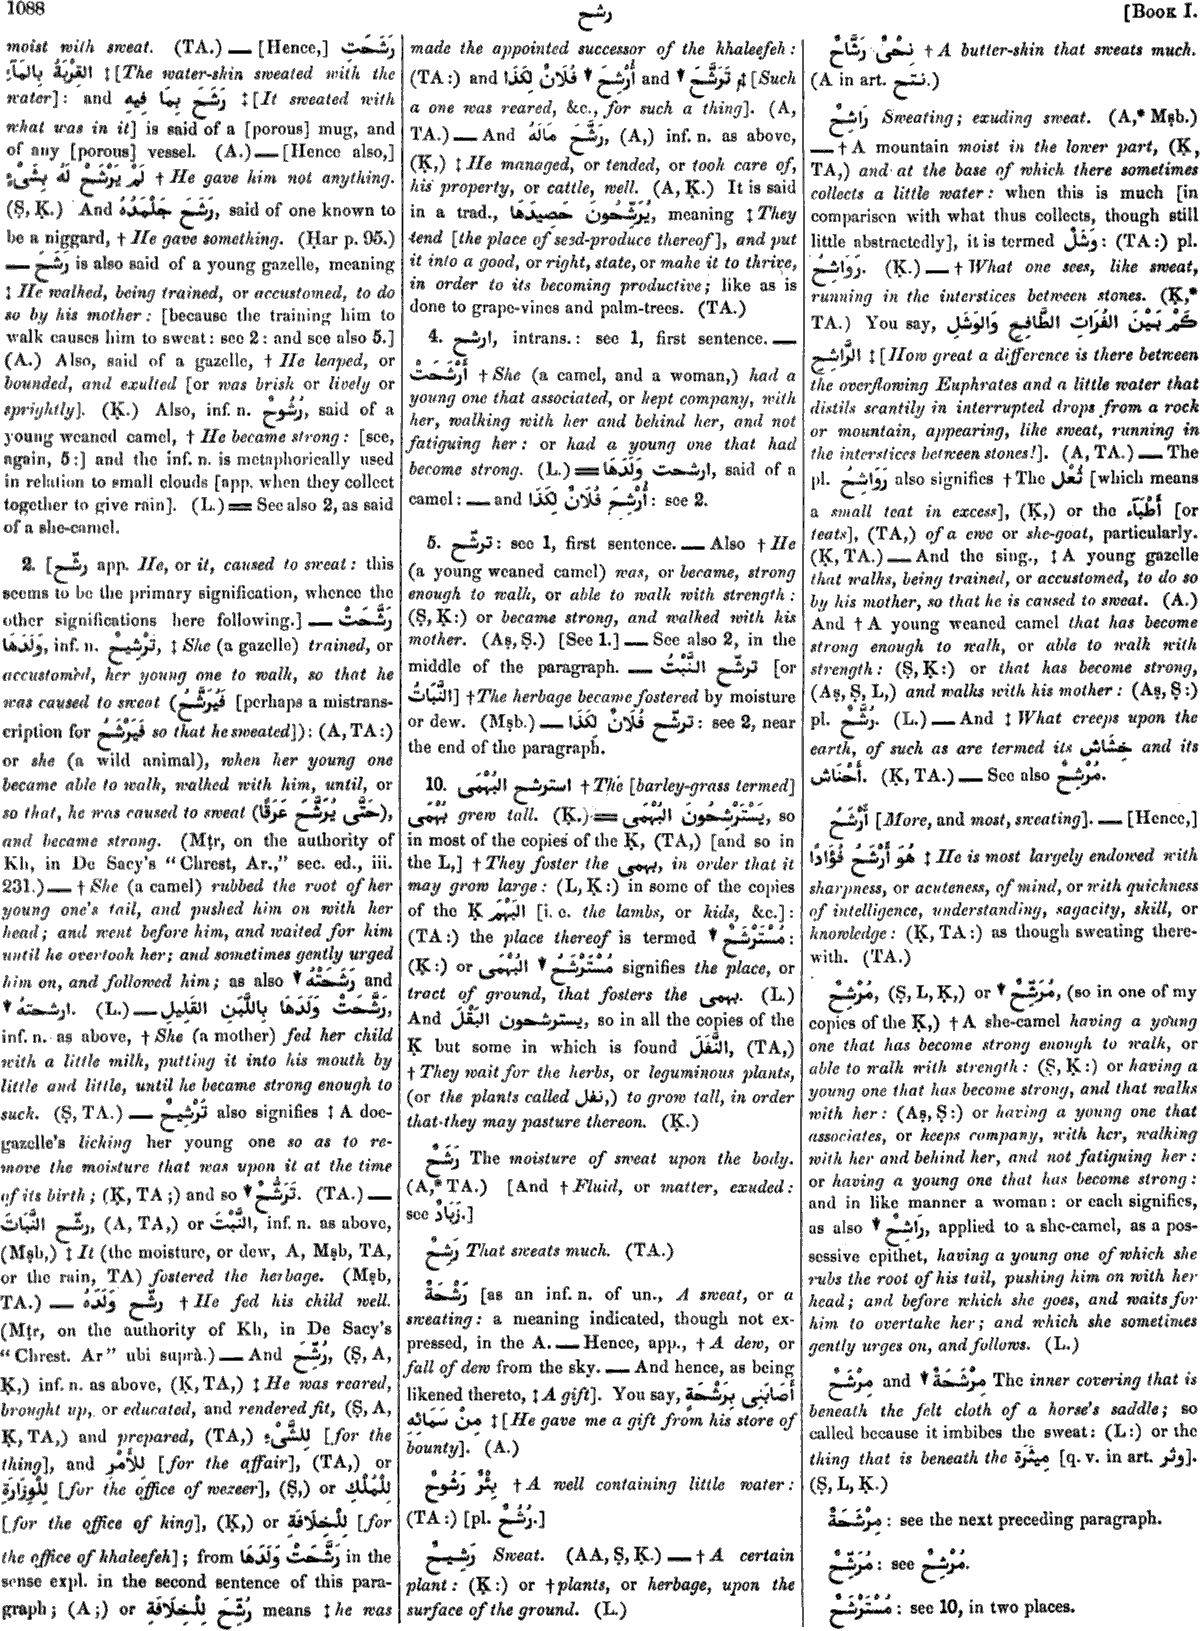 1088
رشح
[Book I.
moist with sweat. (TA.) — [Hence,] رَشَحَتِ
القِرْبَةُ بِالمَآءِ ‡ [The water-skin sweated with the
water]: and رَشَحَ بِمَا فِيهِ ‡ [It sweated with
what was in it] is said of a [porous] mug, and
of any [porous] vessel. (A.) — [Hence also,]
لَمْ يَرْشَحْ لَهُ بِشَىْءٍ † He gave him not anything.
(Ṣ, Ḳ.) And رَشَحَ جَلْمَدُهُ, said of one known to
be a niggard, † He gave something. (Ḥar p. 95.)
— رَشَحَ is also said of a young gazelle, meaning
‡ He walked, being trained, or accustomed, to do
so by his mother: [because the training him to
walk causes him to sweat: see 2: and see also 5.]
(A.) Also, said of a gazelle, † He leaped, or
bounded, and exulted [or was brisk or lively or
sprightly]. (Ḳ.) Also, inf. n. رُشُوحٌ, said of a
young weaned camel, † He became strong: [see,
again, 5:] and the inf. n. is metaphorically used
in relation to small clouds [app. when they collect
together to give rain]. (L.) ═ See also 2, as said
of a she-camel.
2. [رشّح app. He, or it, caused to sweat: this
seems to be the primary signification, whence the
other significations here following.] — رَشَّحَتْ
وَلَدَهَا, inf. n. تَرْشِيحٌ, ‡ She (a gazelle) trained, or
accustomed, her young one to walk, so that he
was caused to sweat (فَيُرَشَّحُ [perhaps a mistrans-
cription for فَيَرْشَحُ so that he sweated]): (A, TA:)
or she (a wild animal), when her young one
became able to walk, walked with him, until, or
so that, he was caused to sweat (حَتَّى يُرَشَّحَ عَرَقًا),
and became strong. (Mṭr, on the authority of
Kh, in De Sacy's "Chrest, Ar.," sec. ed., iii.
231.) — † She (a camel) rubbed the root of her
young one's tail, and pushed him on with her
head; and went before him, and waited for him
until he overtook her; and sometimes gently urged
him on, and followed him; as also ▼ رَشَحَتْهُ and
▼ ارشحتهُ. (L.) — رَشَّحَتْ وَلَدَهَا بِاللَّبَنِ القَلِيلِ,
inf. n. as above, † She (a mother) fed her child
with a little milk, putting it into his mouth by
little and little, until he became strong enough to
suck. (Ṣ, TA.) — تَرْشِيحٌ also signifies ‡ A doe-
gazelle's licking her young one so as to re-
move the moisture that was upon it at the time
of its birth; (Ḳ, TA;) and so ▼ تَرَشُّحٌ. (TA.) —
رشّح النَّبَاتَ, (A, TA,) or النَّبْتَ, inf. n. as above,
(Mṣb,) ‡ It (the moisture, or dew, A, Mṣb, TA,
or the rain, TA) fostered the herbage. (Mṣb,
TA.) — رشّح وَلَدَهُ † He fed his child well.
(Mṭr, on the authority of Kh, in De Sacy's
"Chrest. Ar" ubi suprà.) — And رُشِّحَ, (Ṣ, A,
Ḳ,) inf. n. as above, (Ḳ, TA,) ‡ He was reared,
brought up, or educated, and rendered fit, (Ṣ, A,
Ḳ, TA,) and prepared, (TA,) لِلشَّىْءِ [for the
thing], and لِلْأَمْرِ [for the affair], (TA,) or
لِلْوِزَارَةِ [for the office of wezeer], (Ṣ,) or لِلْمُلْكِ
[for the office of king], (Ḳ,) or لِلْخِلَافَةِ [for
the office of khaleefeh]; from رَشَّحَتْ وَلَدَهَا in the
sense expl. in the second sentence of this para-
graph; (A;) or رُشِّحَ لِلْخِلَافَةِ means ‡ he was
made the appointed successor of the khaleefeh:
(TA:) and ▼ أُرْشِحَ فُلَانٌ لِكَذَا and ▼ تَرَشَّحَ ‡ [Such
a one was reared, &c., for such a thing]. (A,
TA.) — And رَشَّحَ مَالَهُ, (A,) inf. n. as above,
(Ḳ,) ‡ He managed, or tended, or took care of,
his property, or cattle, well. (A, Ḳ.) It is said
in a trad., يُرَشِّحُونَ حَصِيدَهَا, meaning ‡ They
tend [the place of seed-produce thereof], and put
it into a good, or right, state, or make it to thrive,
in order to its becoming productive; like as is
done to grape-vines and palm-trees. (TA.)
4. ارشح, intrans.: see 1, first sentence. —
أَرْشَحَتْ † She (a camel, and a woman,) had a
young one that associated, or kept company, with
her, walking with her and behind her, and not
fatiguing her: or had a young one that had
become strong. (L.) ═ ارشحت وَلَدَهَا, said of a
camel: — and أُرْشِحَ فُلَانٌ لِكَذَا: see 2.
5. ترشّح: see 1, first sentence. — Also † He
(a young weaned camel) was, or became, strong
enough to walk, or able to walk with strength:
(Ṣ, Ḳ:) or became strong, and walked with his
mother. (Aṣ, Ṣ.) [See 1.] — See also 2, in the
middle of the paragraph. — ترشّح النَّبْتُ [or
النَّبَاتُ] † The herbage became fostered by moisture
or dew. (Mṣb.) — ترشّح فُلَانٌ لِكَذَا: see 2, near
the end of the paragraph.
10. استرشح البُهْمَى † The [barley-grass termed]
بُهْمَى grew tall. (Ḳ.) ═ يَسْتَرْشِحُونَ البُهْمَى, so
in most of the copies of the Ḳ, (TA,) [and so in
the L,] † They foster the بهمى, in order that it
may grow large: (L, Ḳ:) in some of the copies
of the Ḳ البَهْمَ [i. e. the lambs, or kids, &c.]:
(TA:) the place thereof is termed ▼ مُسْتَرْشَحٌ:
(Ḳ:) or ▼ مُسْتَرْشَحُ البُهْمَى signifies the place, or
tract of ground, that fosters the بهمى. (L.)
And يسترشحون البَقْلَ, so in all the copies of the
Ḳ but some in which is found النَّفَلَ, (TA,)
† They wait for the herbs, or leguminous plants,
(or the plants called نفل,) to grow tall, in order
that they may pasture thereon. (Ḳ.)
رَشْحٌ The moisture of sweat upon the body.
(A,* TA.) [And † Fluid, or matter, exuded:
see زَبَادٌ.]
رَشِحٌ That sweats much. (TA.)
رَشْحَةٌ [as an inf. n. of un., A sweat, or a
sweating: a meaning indicated, though not ex-
pressed, in the A. — Hence, app., † A dew, or
fall of dew from the sky. — And hence, as being
likened thereto, ‡ A gift]. You say, أَصَابَنِى بِرَشْحَةٍ
مِنْ سَمَائِهِ ‡ [He gave me a gift from his store of
bounty]. (A.)
بِئْرٌ رَشُوحٌ † A well containing little water:
(TA:) [pl. رُشُحٌ.]
رَشِيحٌ Sweat. (AA, Ṣ, Ḳ.) — † A certain
plant: (Ḳ:) or † plants, or herbage, upon the
surface of the ground. (L.)
نِحْىٌ رَشَّاحٌ † A butter-skin that sweats much.
(A in art. نتح.)
رَاشِحٌ Sweating; exuding sweat. (A,* Mṣb.)
— † A mountain moist in the lower part, (Ḳ,
TA,) and at the base of which there sometimes
collects a little water: when this is much [in
comparison with what thus collects, though still
little abstractedly], it is termed وَشَلٌ: (TA:) pl.
رَوَاشِحُ. (Ḳ.) — † What one sees, like sweat,
running in the interstices between stones. (Ḳ,*
TA.) You say, كَمْ بَيْنَ الفُرَاتِ الطَّافِحِ وَالوَشَلِ
الرَّاشِحِ ‡ [How great a difference is there between
the overflowing Euphrates and a little water that
distils scantily in interrupted drops from a rock
or mountain, appearing, like sweat, running in
the interstices between stones!]. (A, TA.) — The
pl. رَوَاشِحُ also signifies † The ثُعْل [which means
a small teat in excess], (Ḳ,) or the أَطْبَآء [or
teats], (TA,) of a ewe or she-goat, particularly.
(Ḳ, TA.) — And the sing., ‡ A young gazelle
that walks, being trained, or accustomed, to do so
by his mother, so that he is caused to sweat. (A.)
And † A young weaned camel that has become
strong enough to walk, or able to walk with
strength: (Ṣ, Ḳ:) or that has become strong,
(Aṣ, Ṣ, L,) and walks with his mother: (Aṣ, Ṣ:)
pl. رُشَّحٌ. (L.) — And ‡ What creeps upon the
earth, of such as are termed its خِشَاش and its
أَحْنَاش. (Ḳ, TA.) — See also مُرْشِحٌ.
أَرْشَحُ [More, and most, sweating]. — [Hence,]
هُوَ أَرْشَحُ فُؤَادًا ‡ He is most largely endowed with
sharpness, or acuteness, of mind, or with quickness
of intelligence, understanding, sagacity, skill, or
knowledge: (Ḳ, TA:) as though sweating there-
with. (TA.)
مُرْشِحٌ, (Ṣ, L, Ḳ,) or ▼ مُرَشِّحٌ, (so in one of my
copies of the Ḳ,) † A she-camel having a young
one that has become strong enough to walk, or
able to walk with strength: (Ṣ, Ḳ:) or having a
young one that has become strong, and that walks
with her: (Aṣ, Ṣ:) or having a young one that
associates, or keeps company, with her, walking
with her and behind her, and not fatiguing her:
or having a young one that has become strong:
and in like manner a woman: or each signifies,
as also ▼ رَاشِحٌ, applied to a she-camel, as a pos-
sessive epithet, having a young one of which she
rubs the root of his tail, pushing him on with her
head; and before which she goes, and waits for
him to overtake her; and which she sometimes
gently urges on, and follows. (L.)
مِرْشَحٌ and ▼ مِرْشَحَةٌ The inner covering that is
beneath the felt cloth of a horse's saddle; so
called because it imbibes the sweat: (L:) or the
thing that is beneath the مِيثَرَة [q. v. in art. وثر].
(Ṣ, L, Ḳ.)
مِرْشَحَةٌ: see the next preceding paragraph.
مُرَشِّحٌ: see مُرْشِحٌ.
مُسْتَرْشَحٌ: see 10, in two places.